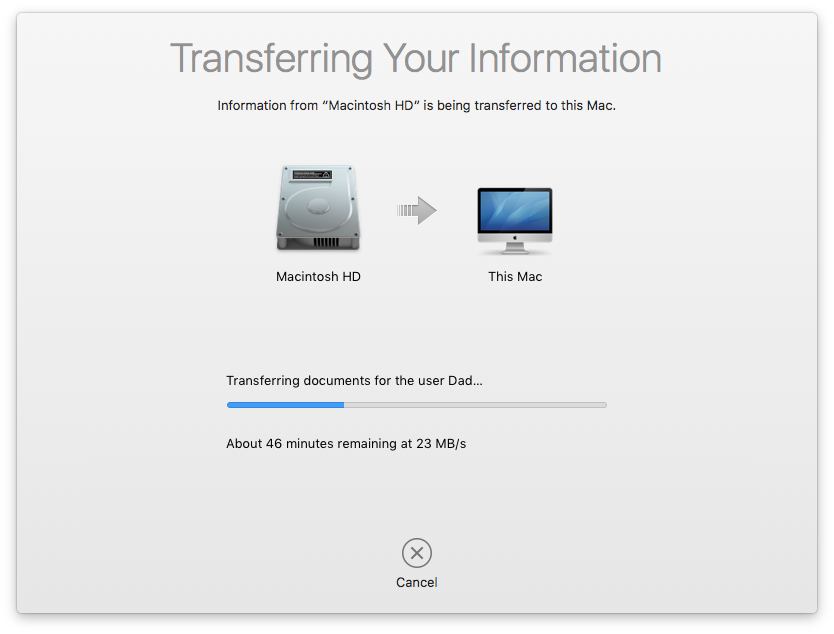 Transferring Your Information
Information from “Macintosh HD” is being transferred to this Mac.
Macintosh HD
This Mac
Transferring documents for the user Dad...
About 46 minutes remaining at 23 MB/s
Cancel